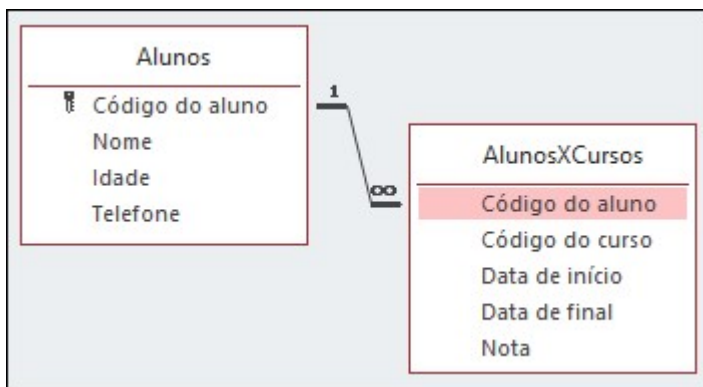 Alunos
Código do aluno
Nome
Idade
Telefone
1
∞
AlunosXCursos
Código do aluno
Código do curso
Data de início
Data de final
Nota